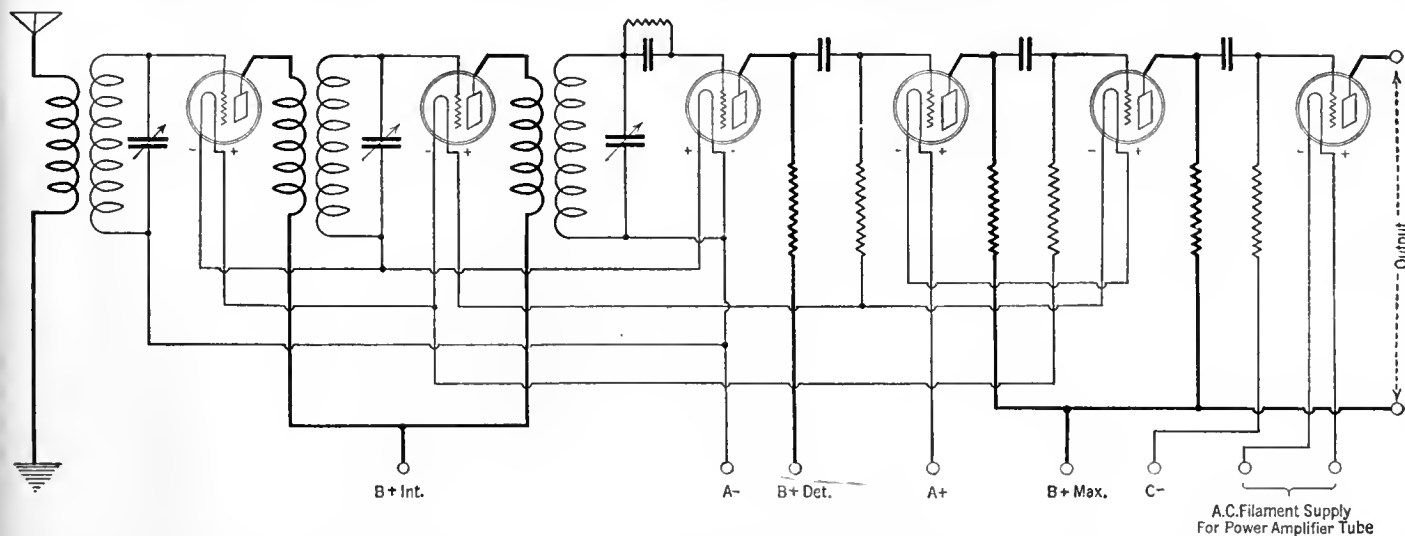 - +
- +
+ -
- +
- +
- +
Output
B+ Int.
A-
B+ Det.
A+
B+ Max.
C-
A.C. Filament Supply
For Power Amplifier Tube